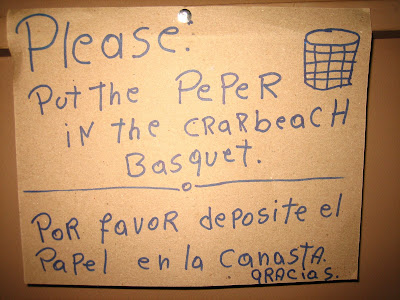 Please.
Put the PePeR
in the CRARbeacH
Basquet.
Por favor deposite el
Papel en la canasta.
gracias.